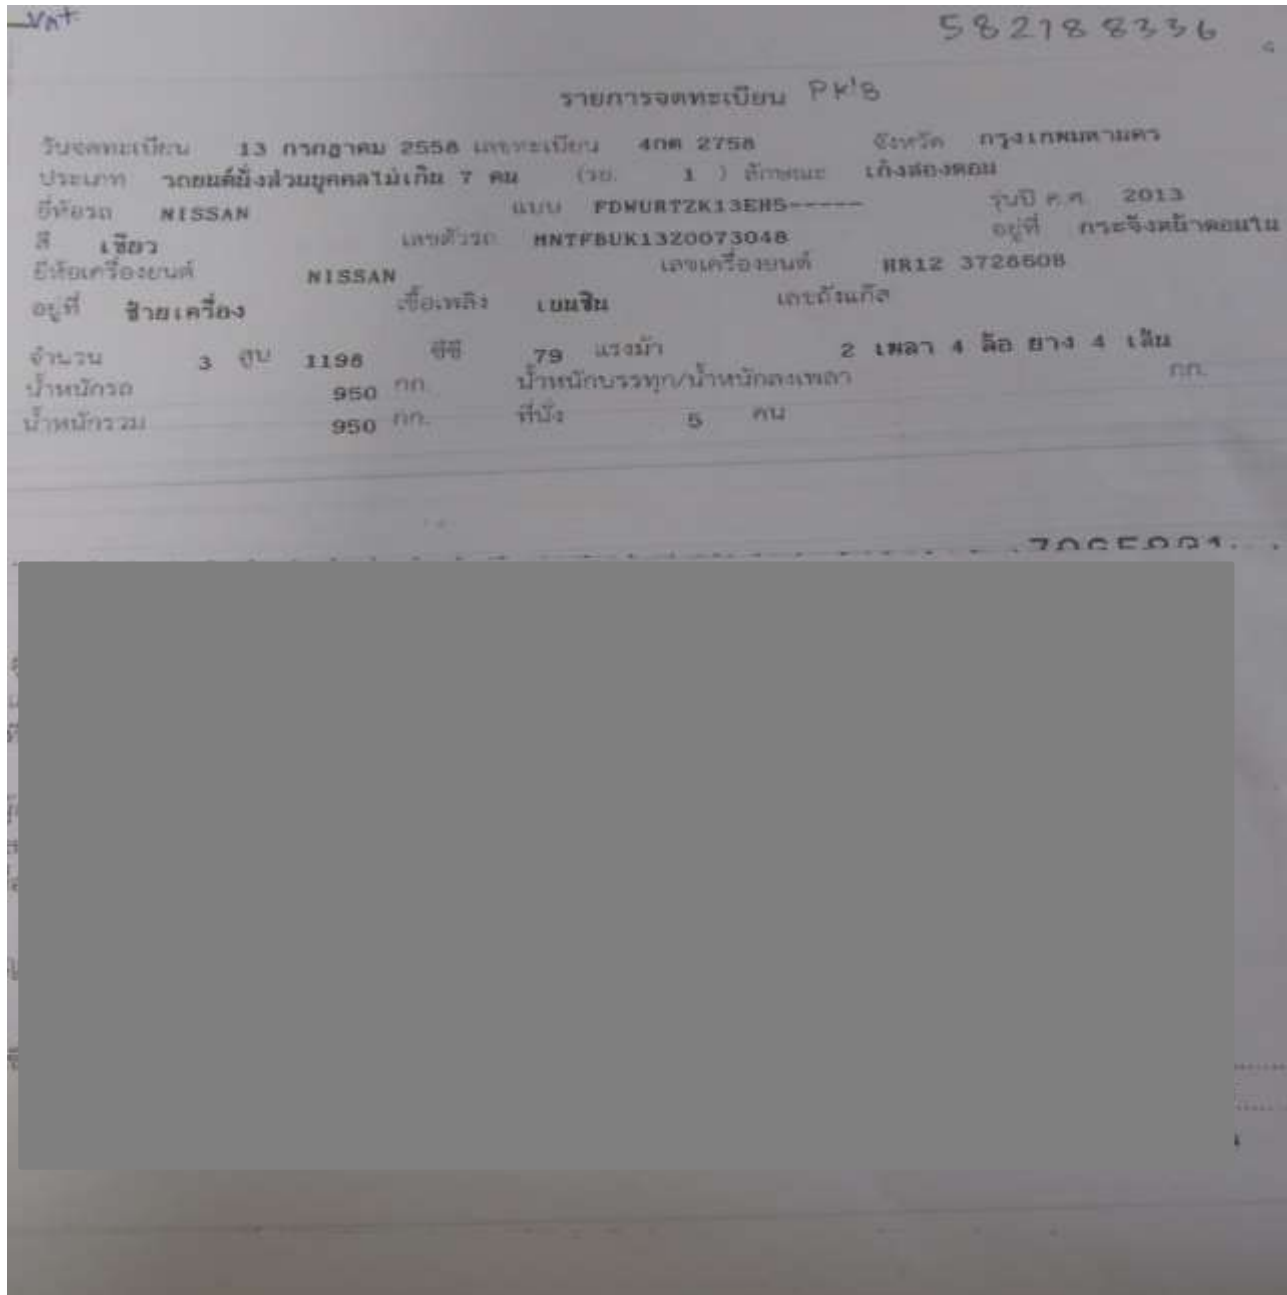 582188336
รายการจดทะเบียน PK'B
วันจดทะเบียน 13 กรกฎาคม 2558 เลขทะเบียน 4กต 2758 จังหวัด กรุงเทพมหานคร
ประเภท รถยนต์นั่งส่วนบุคคลไม่เกิน 7 คน (รย. 1 ) ลักษณะ เก๋งสองตอน
ยี่ห้อรถ NISSAN แบบ FDWURTZK13EH5----- รุ่นปี ค.ศ. 2013
สี เขียว เลขตัวรถ MNTFBUK13Z0073048 อยู่ที่ กระจังหน้าตอนใน
ยี่ห้อเครื่องยนต์ NISSAN เลขเครื่องยนต์ HR12 372660B
อยู่ที่ ซ้ายเครื่อง เชื้อเพลิง เบนซิน เลขถังแก๊ส
จำนวน 3 สูบ 1198 ซีซี 79 แรงม้า 2 เพลา 4 ล้อ ยาง 4 เส้น
น้ำหนักรถ 950 กก. น้ำหนักบรรทุก/น้ำหนักลงเพลา กก.
น้ำหนักรวม 950 กก. ที่นั่ง 5 คน